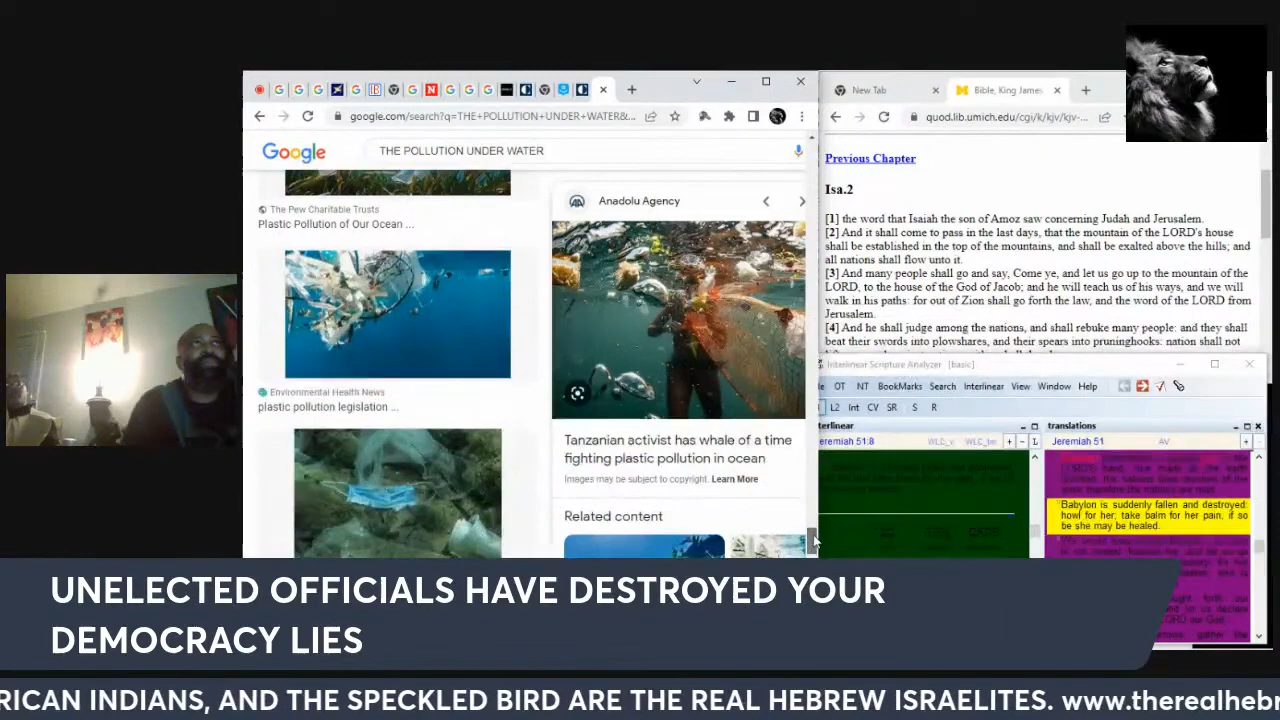 google.com/search?q=THE+POLLUTION+UNDER+WATER&...
Google
THE POLLUTION UNDER WATER
The Pew Charitable Trusts
Plastic Pollution of Our Ocean ...
Environmental Health News
plastic pollution legislation ...
Anadolu Agency
Tanzanian activist has whale of a time
fighting plastic pollution in ocean
Images may be subject to copyright. Learn More
Related content
New Tab
Bible, King James
quod.lib.umich.edu/cgi/k/kjv/kjv-...
Previous Chapter
Isa.2
[1] the word that Isaiah the son of Amoz saw concerning Judah and Jerusalem.
[2] And it shall come to pass in the last days, that the mountain of the LORD's house
shall be established in the top of the mountains, and shall be exalted above the hills; and
all nations shall flow unto it.
[3] And many people shall go and say, Come ye, and let us go up to the mountain of the
LORD, to the house of the God of Jacob; and he will teach us of his ways, and we will
walk in his paths: for out of Zion shall go forth the law, and the word of the LORD from
Jerusalem.
[4] And he shall judge among the nations, and shall rebuke many people: and they shall
beat their swords into plowshares, and their spears into pruninghooks: nation shall not
Interlinear Scripture Analyzer [basic]
OT NT BookMarks Search Interlinear View Window Help
L2 Int CV SR S R
terlinear
eremiah 51:8
translations
Jeremiah 51 AV
Babylon is suddenly fallen and destroyed:
howl for her; take balm for her pain, if so
be she may be healed.
UNELECTED OFFICIALS HAVE DESTROYED YOUR
DEMOCRACY LIES
RICAN INDIANS, AND THE SPECKLED BIRD ARE THE REAL HEBREW ISRAELITES. www.therealhebr